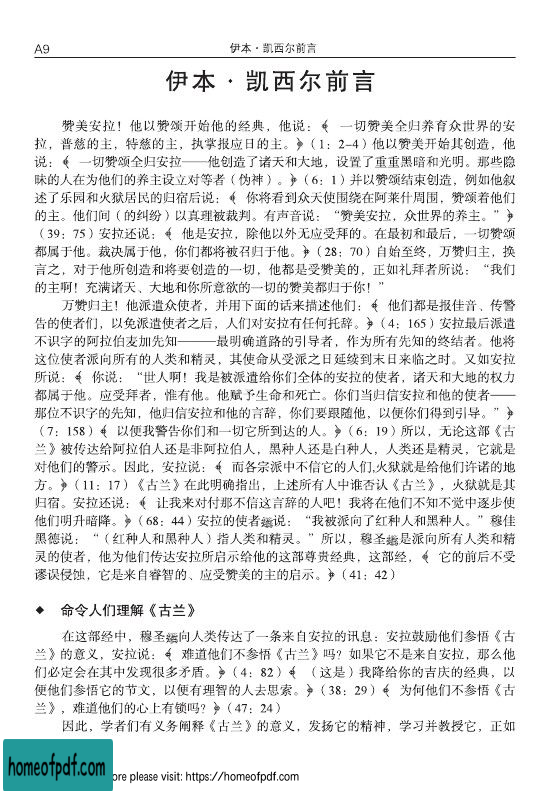 A9
伊本·凯西尔前言
伊本·凯西尔前言
赞美安拉！他以赞颂开始他的经典，他说：﴾ 一切赞美全归养育众世界的安
拉，普慈的主，特慈的主，执掌报应日的主。﴿（1：2–4）他以赞美开始其创造，他
说：﴾ 一切赞颂全归安拉——他创造了诸天和大地，设置了重重黑暗和光明。那些隐
昧的人在为他们的养主设立对等者（伪神）。﴿（6：1）并以赞颂结束创造，例如他叙
述了乐园和火狱居民的归宿后说：﴾ 你将看到众天使围绕在阿莱什周围，赞颂着他们
的主。他们间（的纠纷）以真理被裁判。有声音说：“赞美安拉，众世界的养主。”﴿
（39：75）安拉还说：﴾ 他是安拉，除他以外无应受拜的。在最初和最后，一切赞颂
都属于他。裁决属于他，你们都将被召归于他。﴿（28：70）自始至终，万赞归主，换
言之，对于他所创造和将要创造的一切，他都是受赞美的，正如礼拜者所说：“我们
的主啊！充满诸天、大地和你所意欲的一切的赞美都归于你！”
万赞归主！他派遣众使者，并用下面的话来描述他们：﴾ 他们都是报佳音、传警
告的使者们，以免派遣使者之后，人们对安拉有任何托辞。﴿（4：165）安拉最后派遣
不识字的阿拉伯麦加先知———最明确道路的引导者，作为所有先知的终结者。他将
这位使者派向所有的人类和精灵，其使命从受派之日延续到末日来临之时。又如安拉
所说：﴾ 你说：“世人啊！我是被派遣给你们全体的安拉的使者，诸天和大地的权力
都属于他。应受拜者，惟有他。他赋予生命和死亡。你们当归信安拉和他的使者——
那位不识字的先知，他归信安拉和他的言辞，你们要跟随他，以便你们得到引导。”﴿
（7：158）﴾ 以便我警告你们和一切它所到达的人。﴿（6：19）所以，无论这部《古
兰》被传达给阿拉伯人还是非阿拉伯人，黑种人还是白种人，人类还是精灵，它就是
对他们的警示。因此，安拉说：﴾ 而各宗派中不信它的人们,火狱就是给他们许诺的地
方。﴿（11：17）《古兰》在此明确指出，上述所有人中谁否认《古兰》，火狱就是其
归宿。安拉还说：﴾ 让我来对付那不信这言辞的人吧！我将在他们不知不觉中逐步使
他们明升暗降。﴿（68：44）安拉的使者ﷺ说：“我被派向了红种人和黑种人。”穆佳
黑德说：“（红种人和黑种人）指人类和精灵。”所以，穆圣ﷺ是派向所有人类和精
灵的使者，他为他们传达安拉所启示给他的这部尊贵经典，这部经，﴾ 它的前后不受
谬误侵蚀，它是来自睿智的、应受赞美的主的启示。﴿（41：42）
◆ 命令人们理解《古兰》
在这部经中，穆圣ﷺ向人类传达了一条来自安拉的讯息：安拉鼓励他们参悟《古
兰》的意义，安拉说：﴾ 难道他们不参悟《古兰》吗？如果它不是来自安拉，那么他
们必定会在其中发现很多矛盾。﴿（4：82）﴾ （这是）我降给你的吉庆的经典，以
便他们参悟它的节文，以便有理智的人去思索。﴿（38：29）﴾ 为何他们不参悟《古
兰》，难道他们的心上有锁吗？﴿（47：24）
因此，学者们有义务阐释《古兰》的意义，发扬它的精神，学习并教授它，正如
homeofpdf.com
ore please visit: https://homeofpdf.com